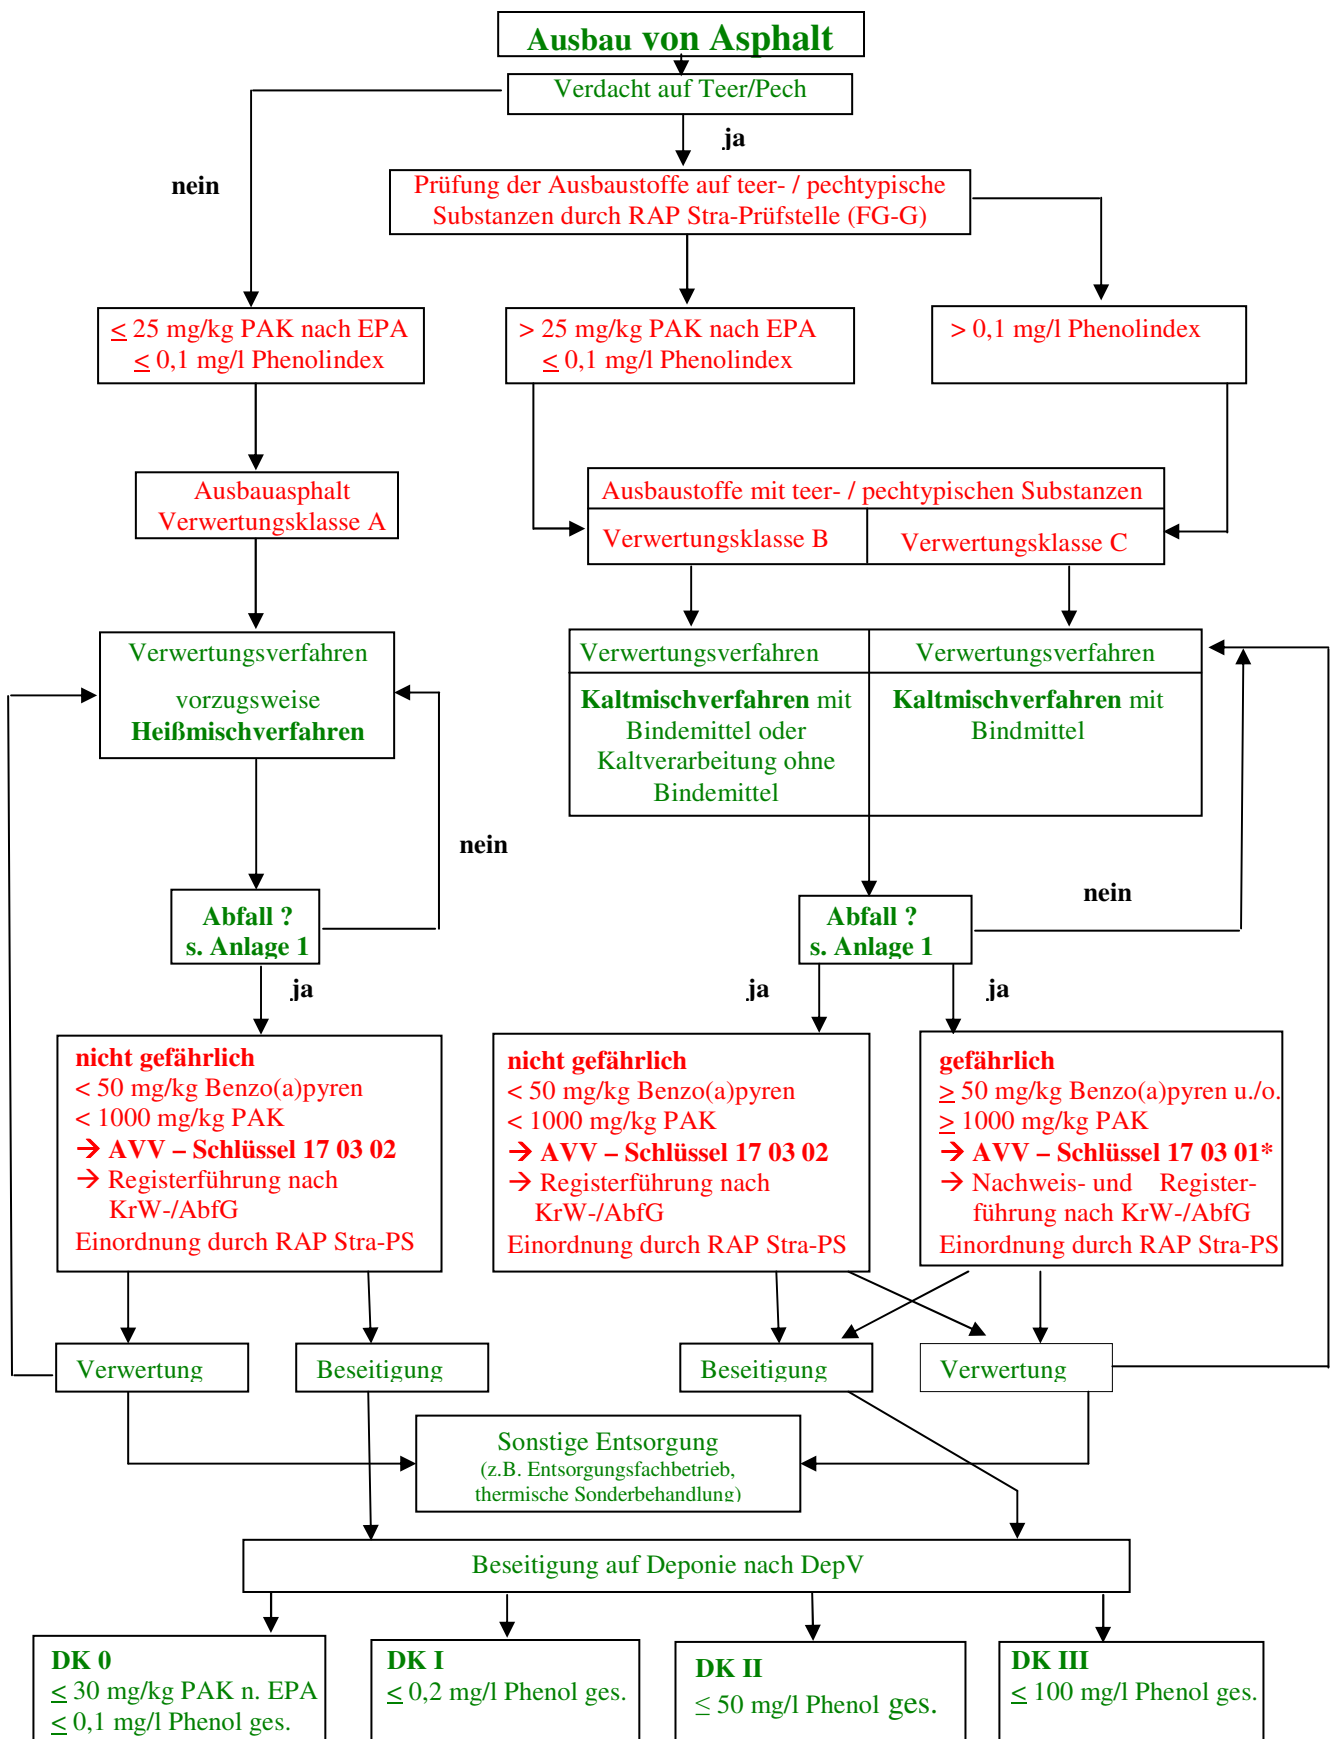 Ausbau von Asphalt
Verdacht auf Teer/Pech
ja
nein
Prüfung der Ausbaustoffe auf teer- / pechtypische
Substanzen durch RAP Stra-Prüfstelle (FG-G)
≤ 25 mg/kg PAK nach EPA
≤ 0,1 mg/l Phenolindex
> 25 mg/kg PAK nach EPA
≤ 0,1 mg/l Phenolindex
> 0,1 mg/l Phenolindex
Ausbauasphalt
Verwertungsklasse A
Ausbaustoffe mit teer- / pechtypischen Substanzen
Verwertungsklasse B
Verwertungsklasse C
Verwertungsverfahren
vorzugsweise
Heißmischverfahren
Verwertungsverfahren
Kaltmischverfahren mit
Bindemittel oder
Kaltverarbeitung ohne
Bindemittel
Verwertungsverfahren
Kaltmischverfahren mit
Bindmittel
nein
nein
Abfall ?
s. Anlage 1
Abfall ?
s. Anlage 1
ja
ja
ja
nicht gefährlich
< 50 mg/kg Benzo(a)pyren
< 1000 mg/kg PAK
→ AVV – Schlüssel 17 03 02
→ Registerführung nach
KrW-/AbfG
Einordnung durch RAP Stra-PS
nicht gefährlich
< 50 mg/kg Benzo(a)pyren
< 1000 mg/kg PAK
→ AVV – Schlüssel 17 03 02
→ Registerführung nach
KrW-/AbfG
Einordnung durch RAP Stra-PS
gefährlich
≥ 50 mg/kg Benzo(a)pyren u./o.
≥ 1000 mg/kg PAK
→ AVV – Schlüssel 17 03 01*
→ Nachweis- und Register-
führung nach KrW-/AbfG
Einordnung durch RAP Stra-PS
Verwertung
Beseitigung
Beseitigung
Verwertung
Sonstige Entsorgung
(z.B. Entsorgungsfachbetrieb,
thermische Sonderbehandlung)
Beseitigung auf Deponie nach DepV
DK 0
≤ 30 mg/kg PAK n. EPA
≤ 0,1 mg/l Phenol ges.
DK I
≤ 0,2 mg/l Phenol ges.
DK II
≤ 50 mg/l Phenol ges.
DK III
≤ 100 mg/l Phenol ges.